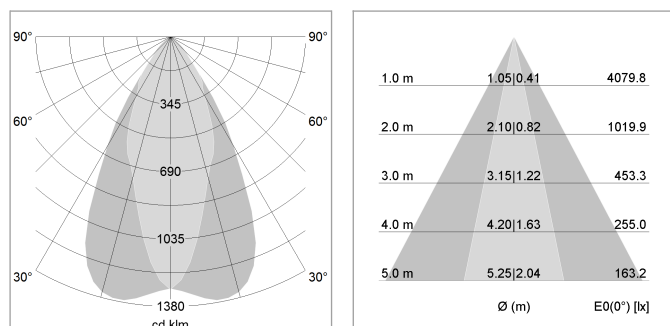 90° 90°
345
60° 60°
690
1035
30° 30°
1380
cd klm
1.0 m 1.05|0.41 4079.8
2.0 m 2.10|0.82 1019.9
3.0 m 3.15|1.22 453.3
4.0 m 4.20|1.63 255.0
5.0 m 5.25|2.04 163.2
Ø (m) E0(0°) [lx]